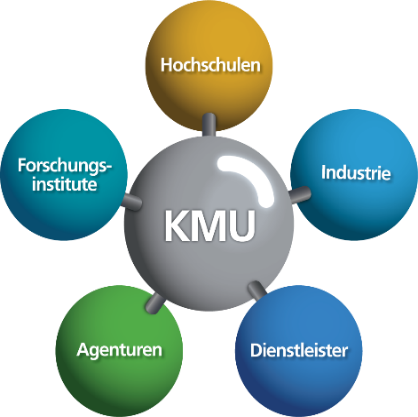 Hochschulen
Forschungs-
institute
Industrie
KMU
Agenturen
Dienstleister